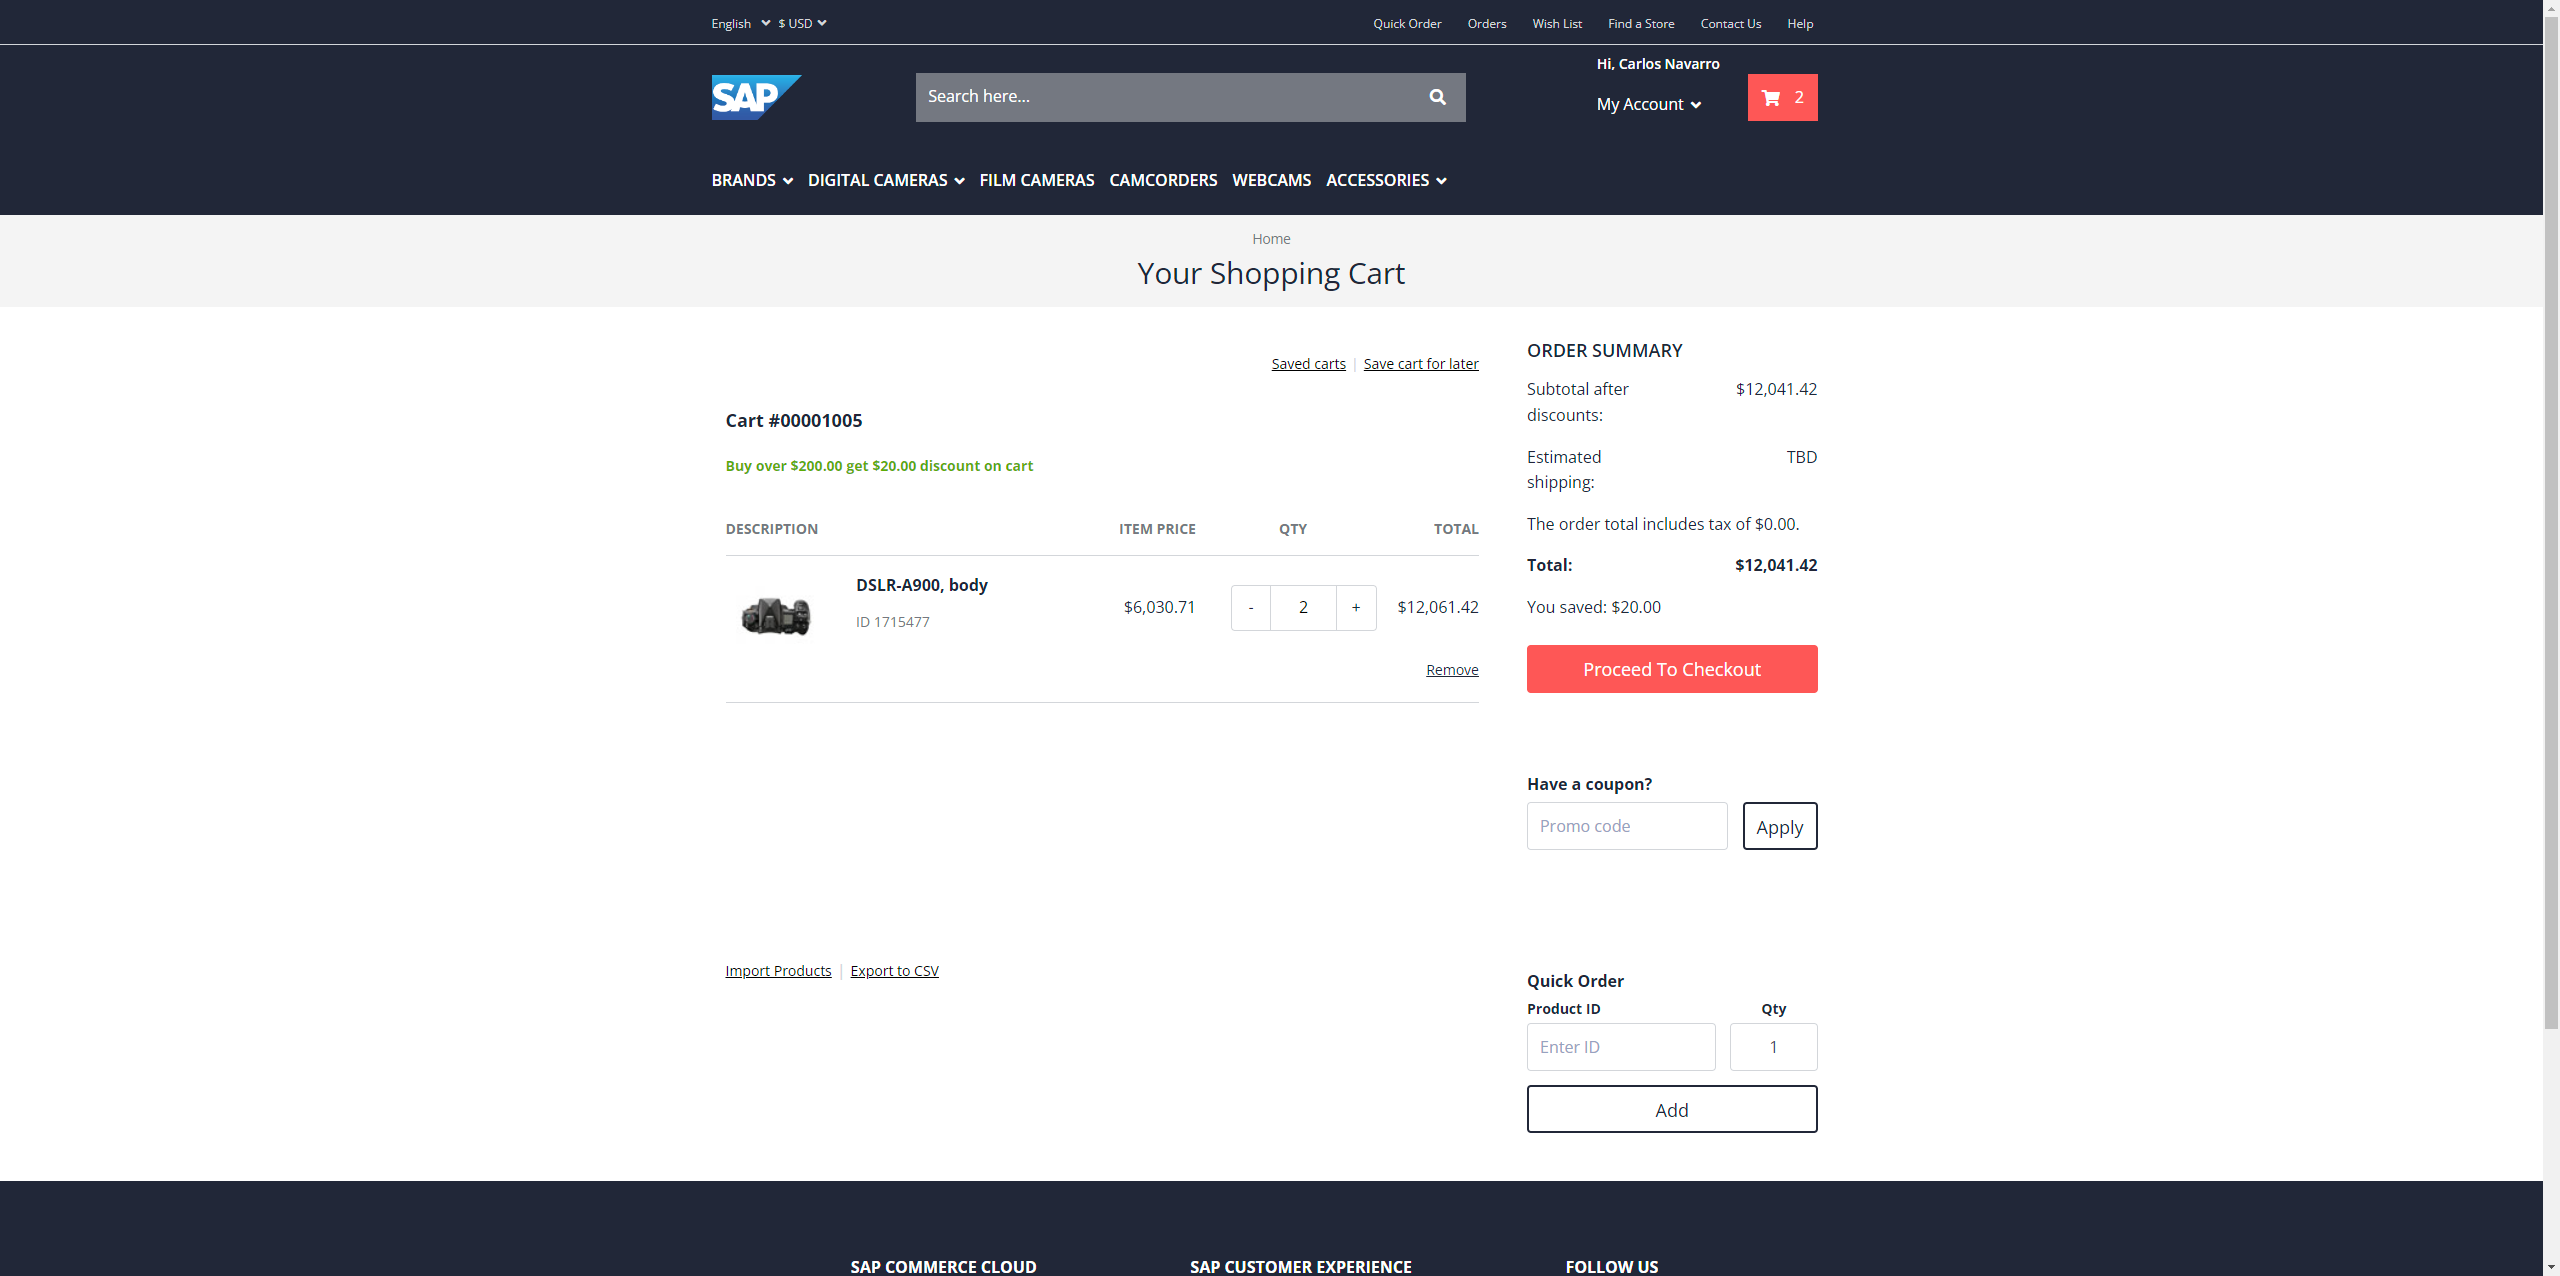 English $ USD Quick Order Orders Wish List Find a Store Contact Us Help
Hi, Carlos Navarro
SAP Search here... My Account 2
BRANDS DIGITAL CAMERAS FILM CAMERAS CAMCORDERS WEBCAMS ACCESSORIES
Home
Your Shopping Cart
Saved carts | Save cart for later
Cart #00001005
Buy over $200.00 get $20.00 discount on cart
DESCRIPTION ITEM PRICE QTY TOTAL
DSLR-A900, body
ID 1715477
$6,030.71 - 2 + $12,061.42
Remove
ORDER SUMMARY
Subtotal after discounts: $12,041.42
Estimated shipping: TBD
The order total includes tax of $0.00.
Total: $12,041.42
You saved: $20.00
Proceed To Checkout
Have a coupon?
Promo code Apply
Import Products | Export to CSV
Quick Order
Product ID Qty
Enter ID 1
Add
SAP COMMERCE CLOUD SAP CUSTOMER EXPERIENCE FOLLOW US